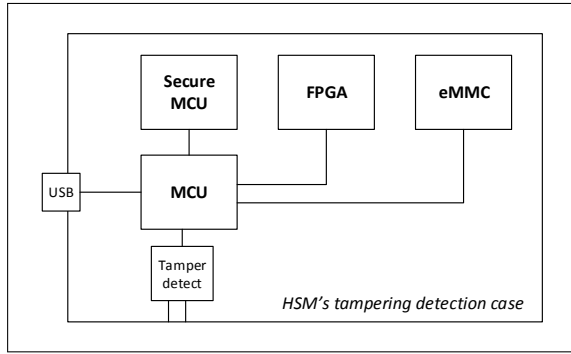 Secure
MCU
FPGA
eMMC
USB
MCU
Tamper
detect
HSM's tampering detection case